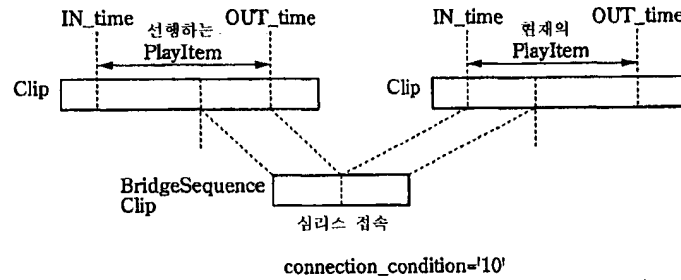 IN_time 선행하는 OUT_time
PlayItem
Clip
IN_time 현재의 OUT_time
PlayItem
Clip
BridgeSequence
Clip
심리스 접속
connection_condition='10'